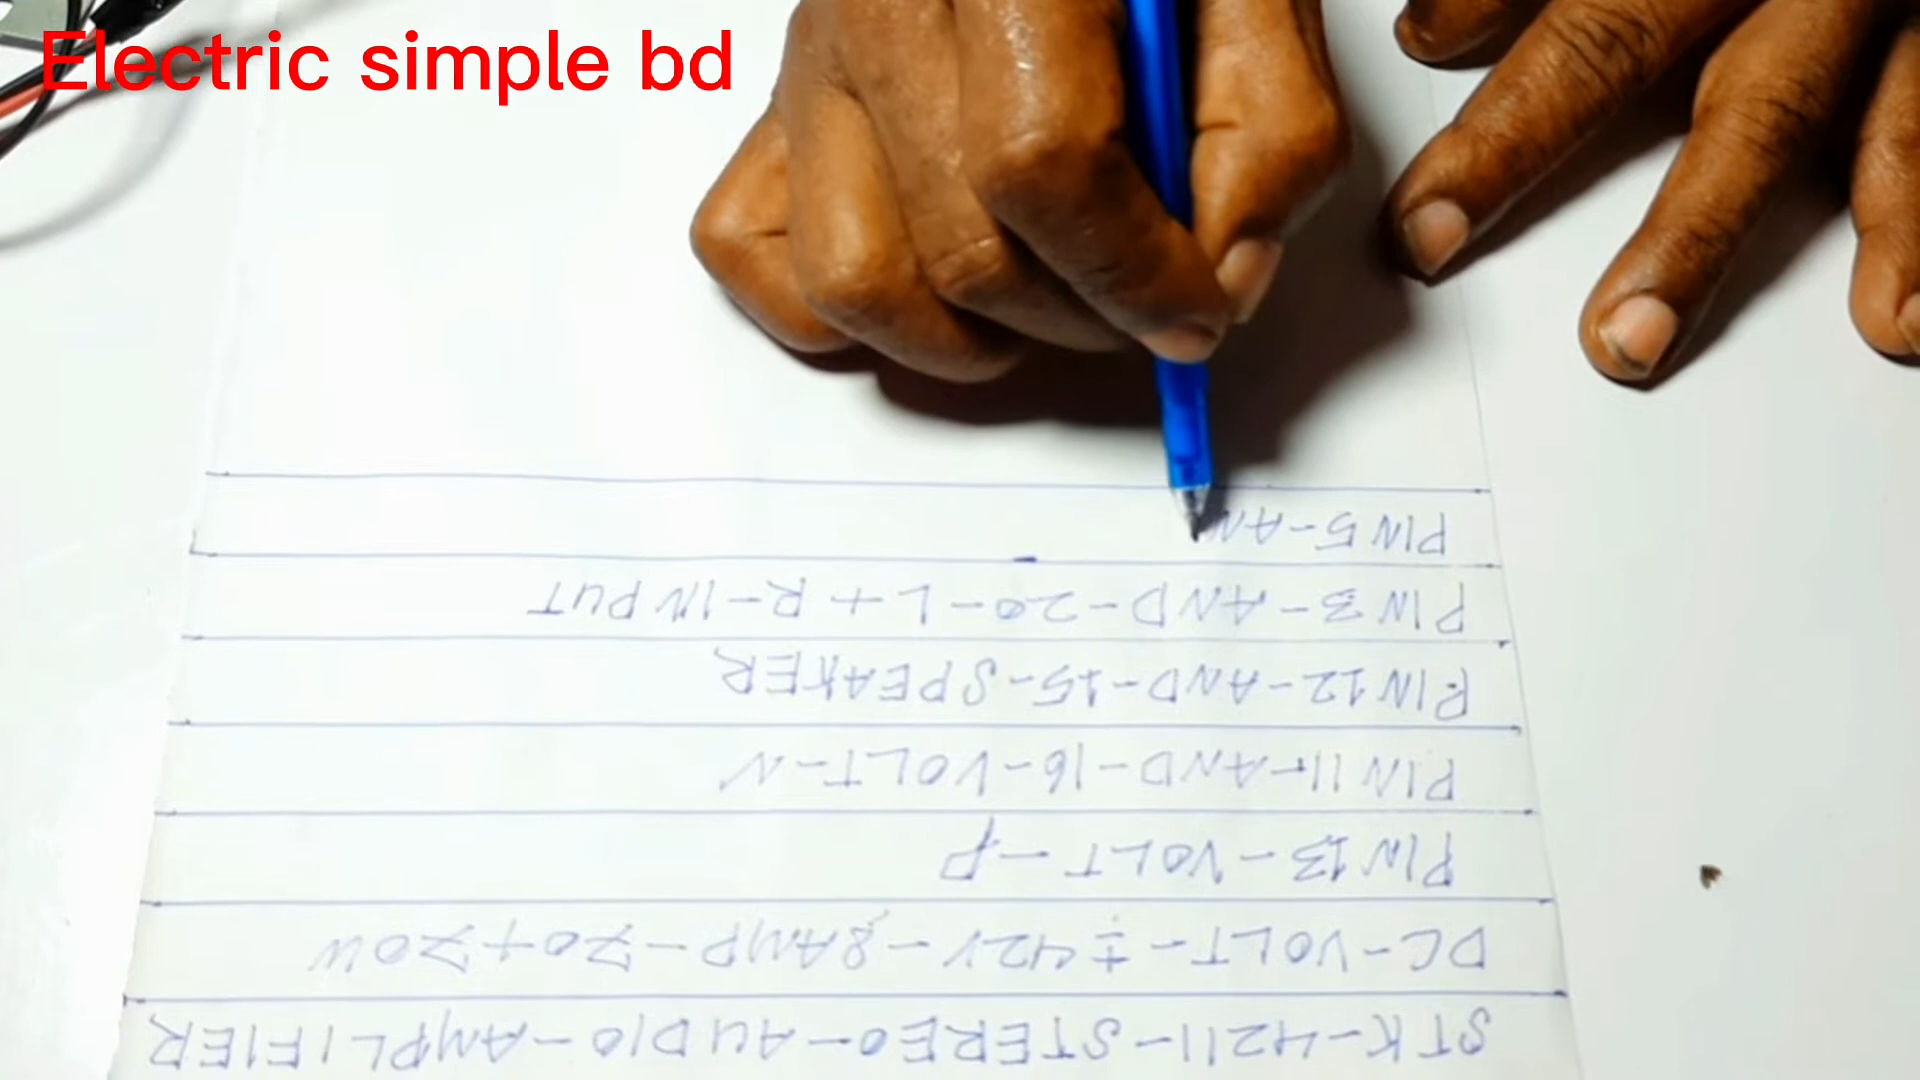 Electric simple bd
STK-4211-STEREO-AUDIO-AMPLIFIER
DC-VOLT-±42V-8AMP-70+70W
PIN 13-VOLT-P
PIN 11-AND-16-VOLT-N
PIN 12-AND-15-SPEAKER
PIN 3-AND-20-L+R-INPUT
PIN 5-AN